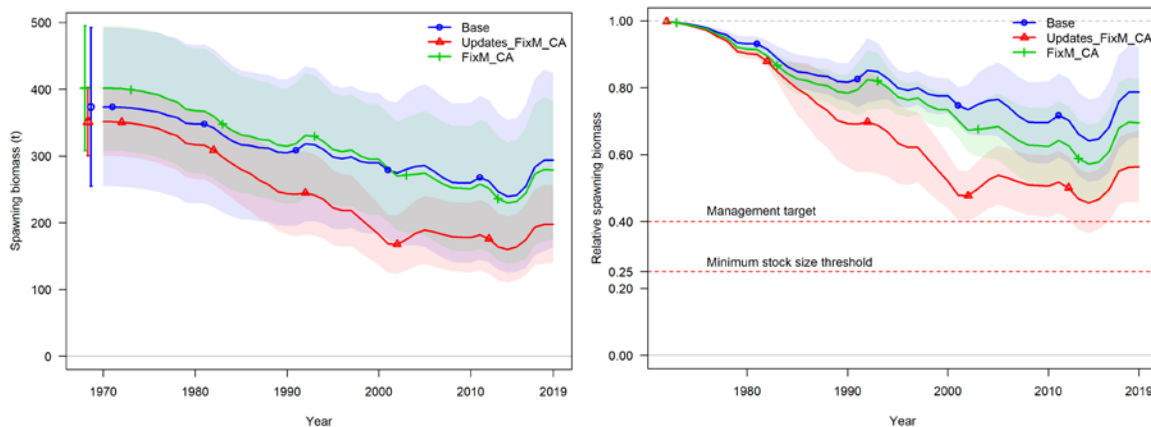 500
400
300
200
100
0
Spawning biomass (t)
Base
Updates_FixM_CA
FixM_CA
1970
1980
1990
2000
2010
2019
Year
1.00
0.80
0.60
0.40
0.25
0.20
0.00
Relative spawning biomass
Base
Updates_FixM_CA
FixM_CA
Management target
Minimum stock size threshold
1980
1990
2000
2010
2019
Year